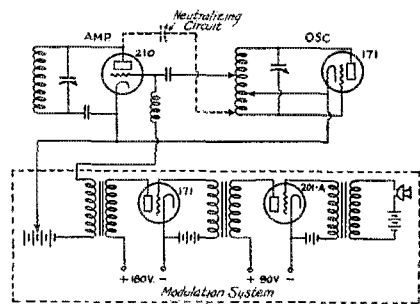 Neutralizing
Circuit
AMP
210
OSC
171
171
201-A
+ 180V. -
+ 90V. -
Modulation System